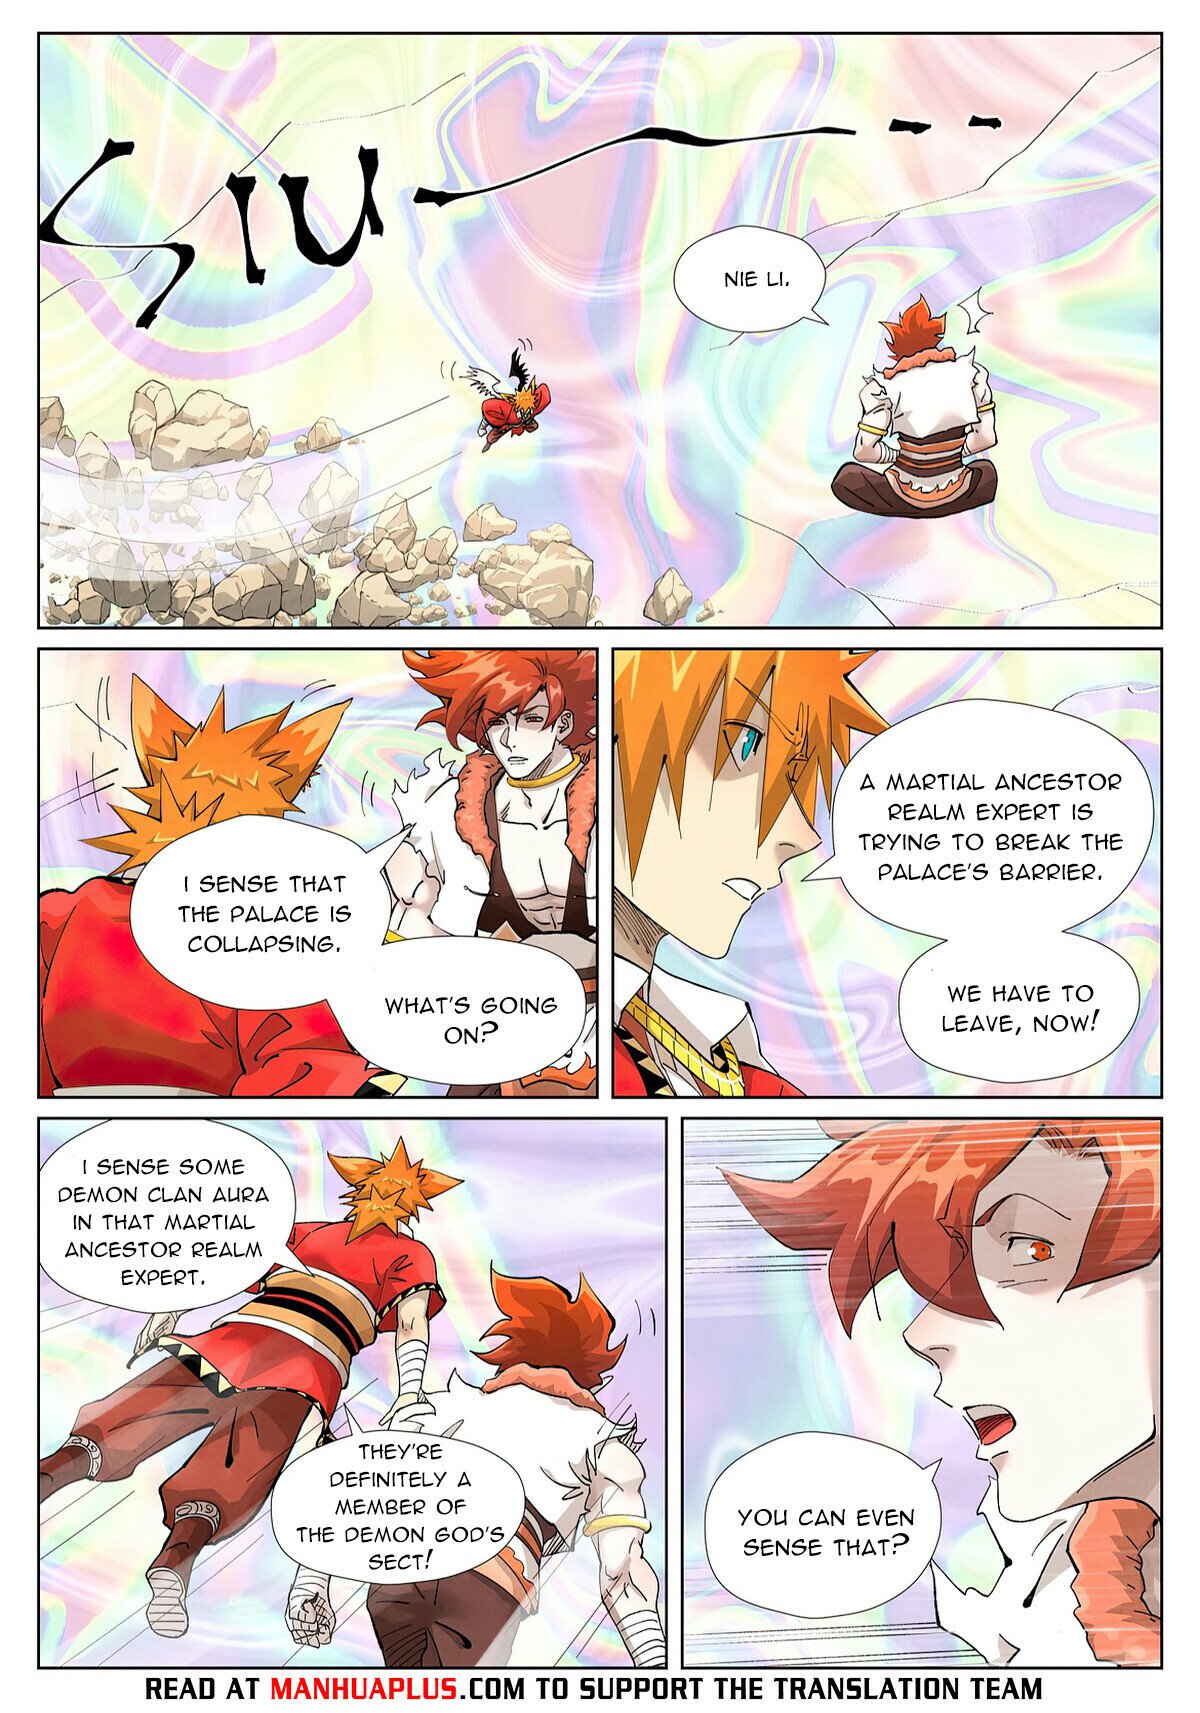 SIU---
NIE LI.
I SENSE THAT
THE PALACE IS
COLLAPSING.
WHAT'S GOING
ON?
A MARTIAL ANCESTOR
REALM EXPERT IS
TRYING TO BREAK THE
PALACE'S BARRIER.
WE HAVE TO
LEAVE, NOW!
I SENSE SOME
DEMON CLAN AURA
IN THAT MARTIAL
ANCESTOR REALM
EXPERT.
THEY'RE
DEFINITELY A
MEMBER OF
THE DEMON GOD'S
SECT!
YOU CAN EVEN
SENSE THAT?
READ AT MANHUAPLUS.COM TO SUPPORT THE TRANSLATION TEAM